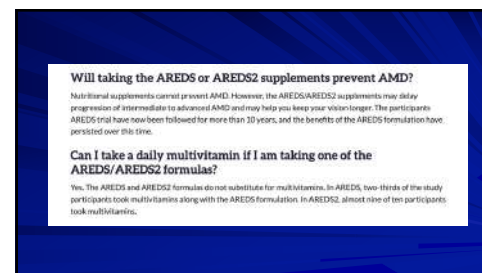 Will taking the AREDS or AREDS2 supplements prevent AMD?
Nutritional supplements cannot prevent AMD. However, the AREDS/AREDS2 supplements may delay
progression of intermediate to advanced AMD and may help you keep your vision longer. The participants
AREDS trial have now been followed for more than 10 years, and the benefits of the AREDS formulation have
persisted over this time.
Can I take a daily multivitamin if I am taking one of the
AREDS/AREDS2 formulas?
Yes. The AREDS and AREDS2 formulas do not substitute for multivitamins. In AREDS, two-thirds of the study
participants took multivitamins along with the AREDS formulation. In AREDS2, almost nine of ten participants
took multivitamins.